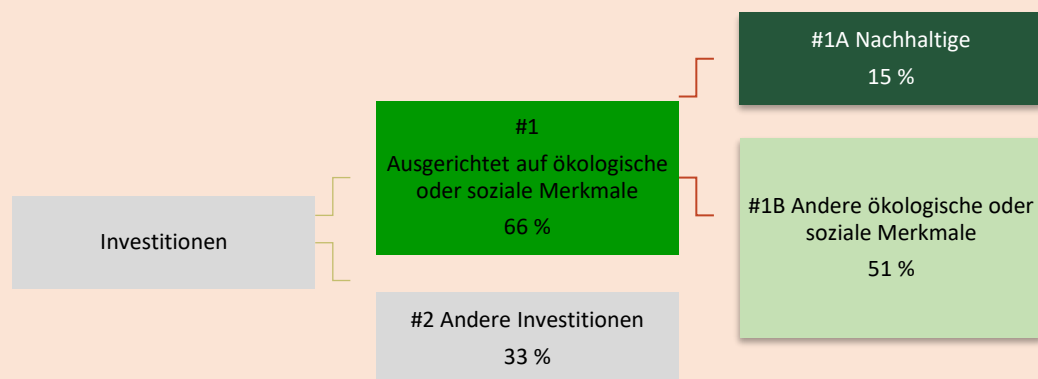 Investitionen
#1
Ausgerichtet auf ökologische
oder soziale Merkmale
66 %
#2 Andere Investitionen
33 %
#1A Nachhaltige
15 %
#1B Andere ökologische oder
soziale Merkmale
51 %